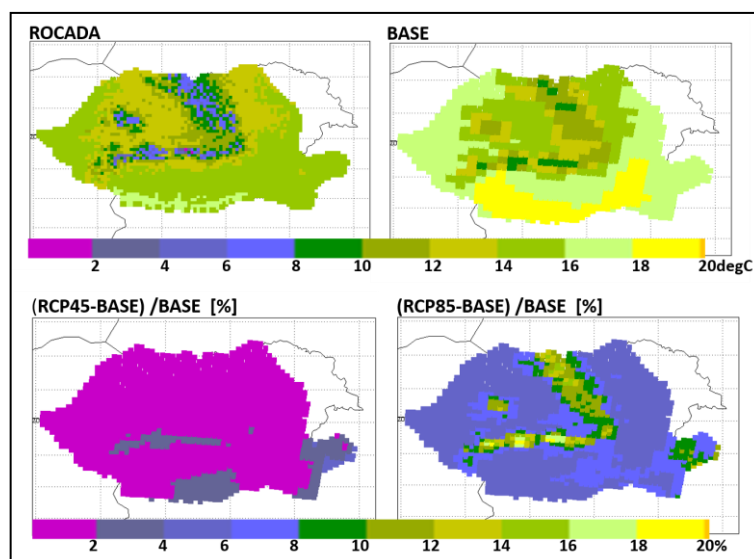 ROCADA BASE
2 4 6 8 10 12 14 16 18 20degC
(RCP45-BASE) /BASE [%] (RCP85-BASE) /BASE [%]
2 4 6 8 10 12 14 16 18 20%